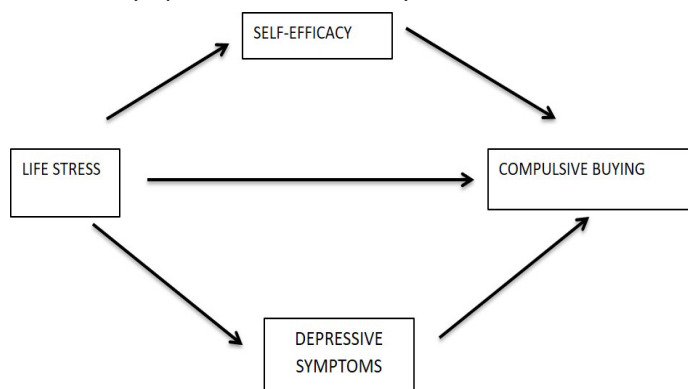 SELF-EFFICACY
LIFE STRESS
COMPULSIVE BUYING
DEPRESSIVE
SYMPTOMS